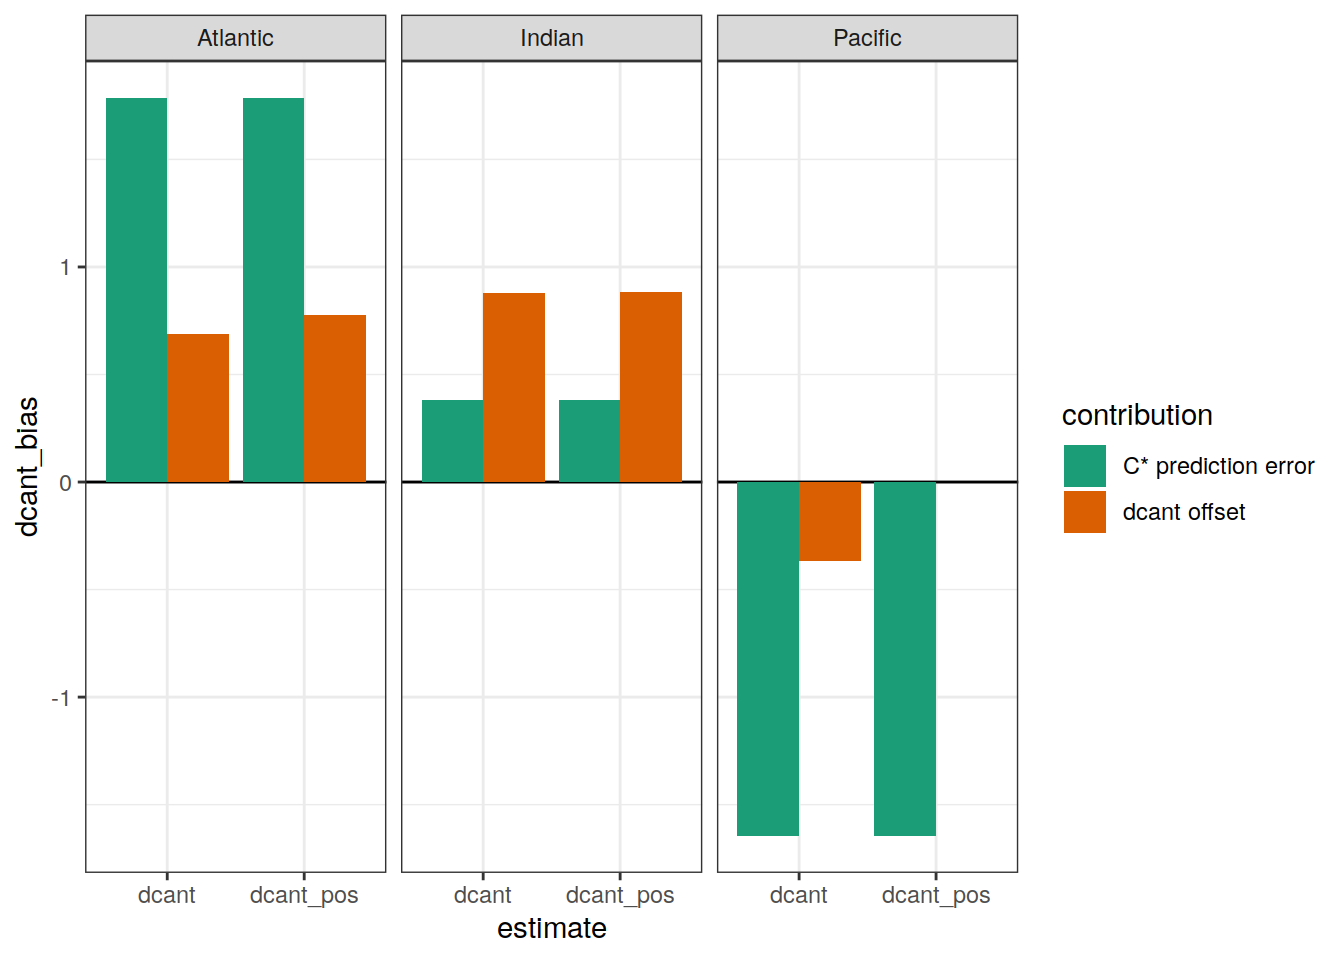 Atlantic
Indian
Pacific
1
0
-1
dcant_bias
dcant
dcant_pos
dcant
dcant_pos
dcant
dcant_pos
estimate
contribution
C* prediction error
dcant offset